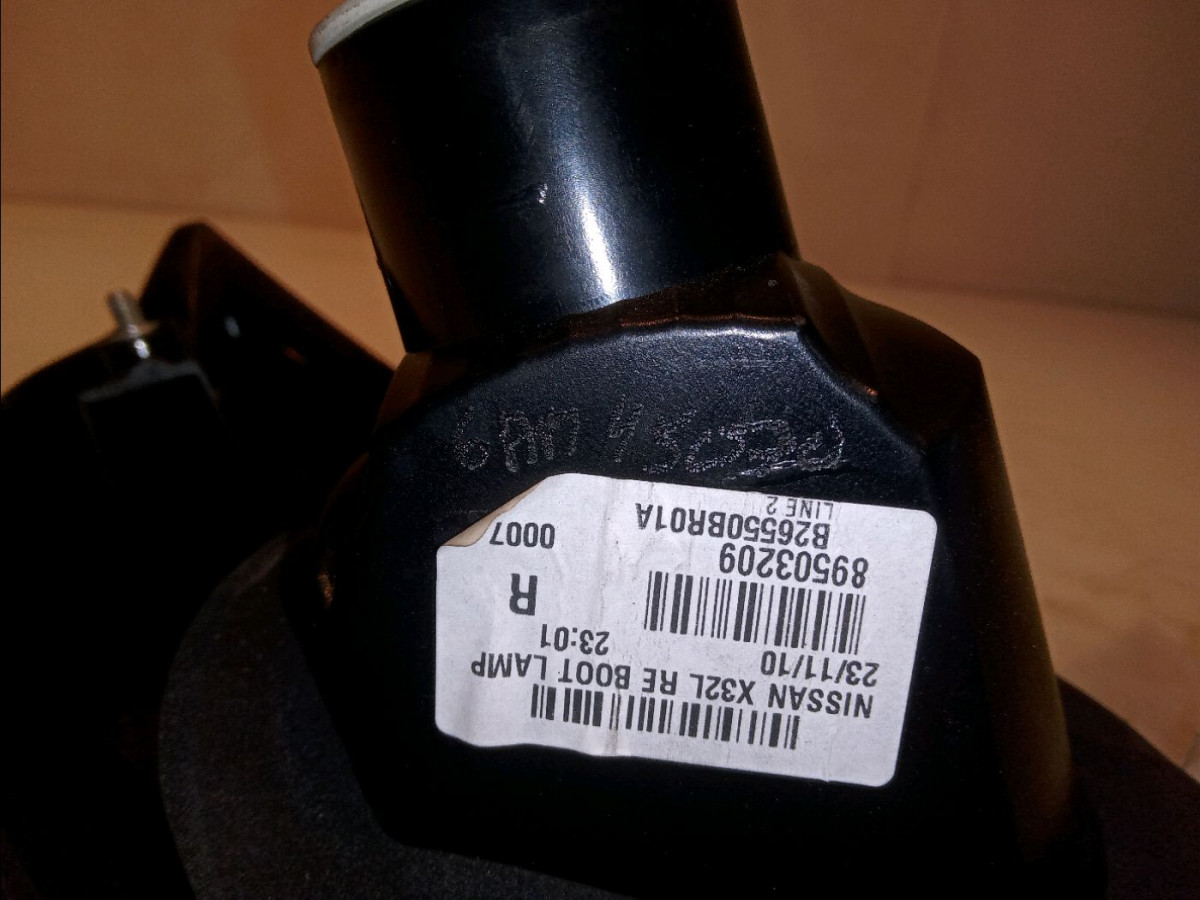 NISSAN X32L RE BOOT LAMP
23/11/10 23:01
R
89503209 0007
B26550BR01A
LINE 2